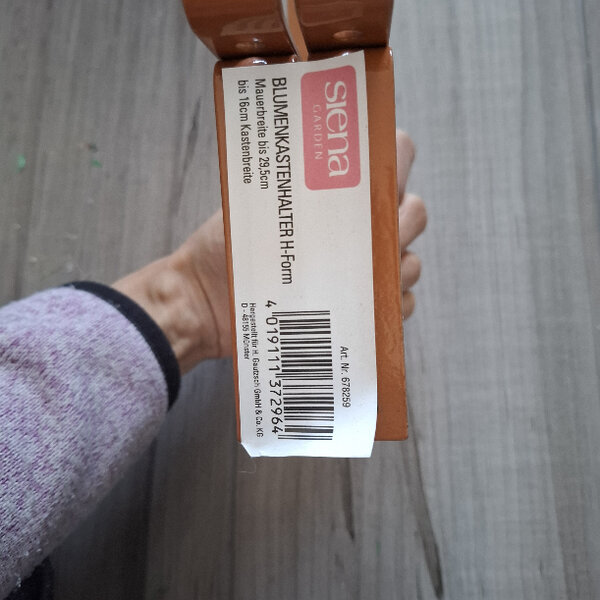 siena
GARDEN
BLUMENKASTENHALTER H-Form
Mauerbreite bis 29,5cm
bis 16cm Kastenbreite
Art. Nr. 678259
4 019111 372964
Hergestellt für H. Gautzsch GmbH & Co. KG
D - 48155 Münster